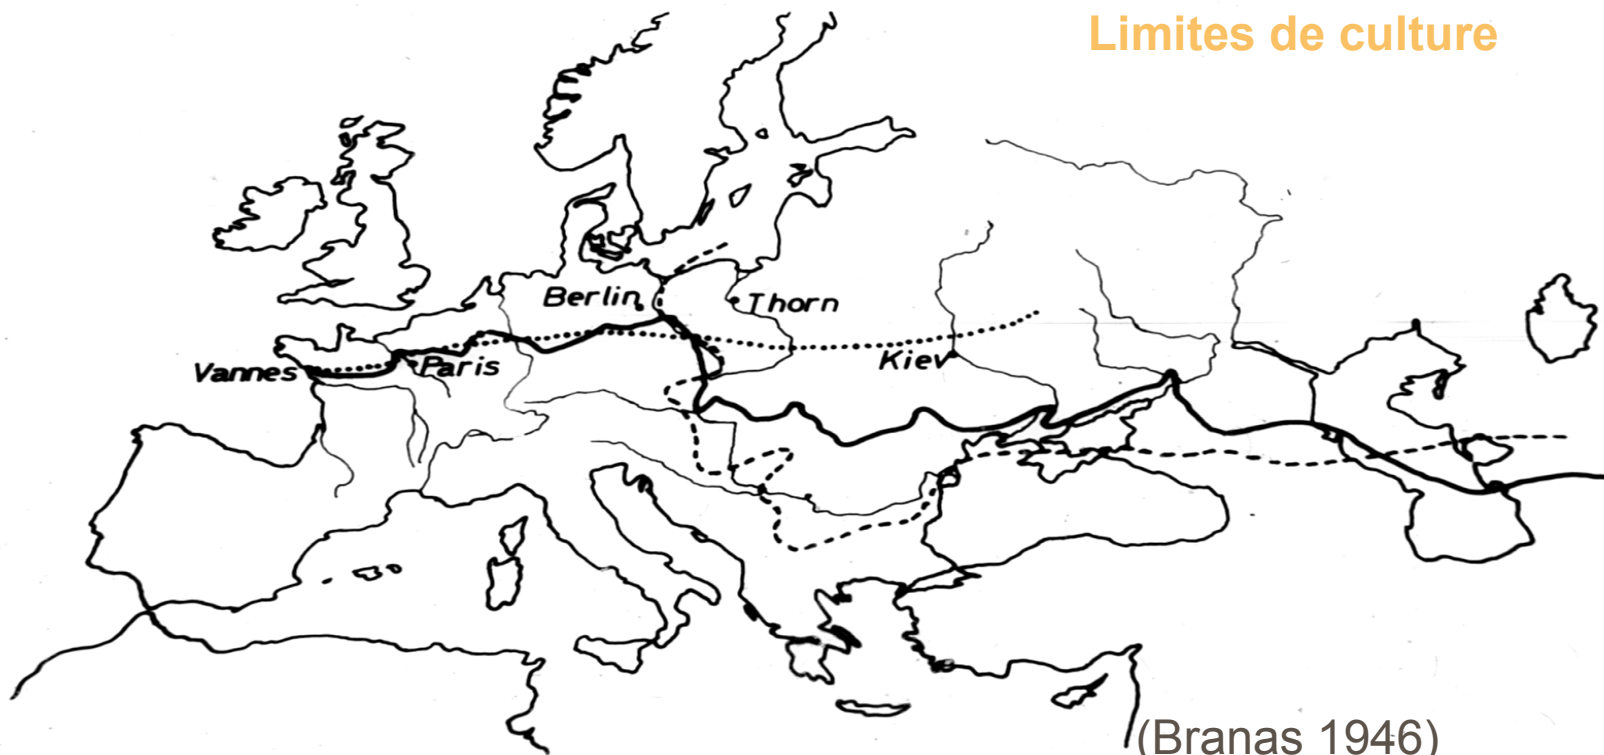 Limites de culture
Berlin
Thorn
Vannes
Paris
Kiev
(Branas 1946)